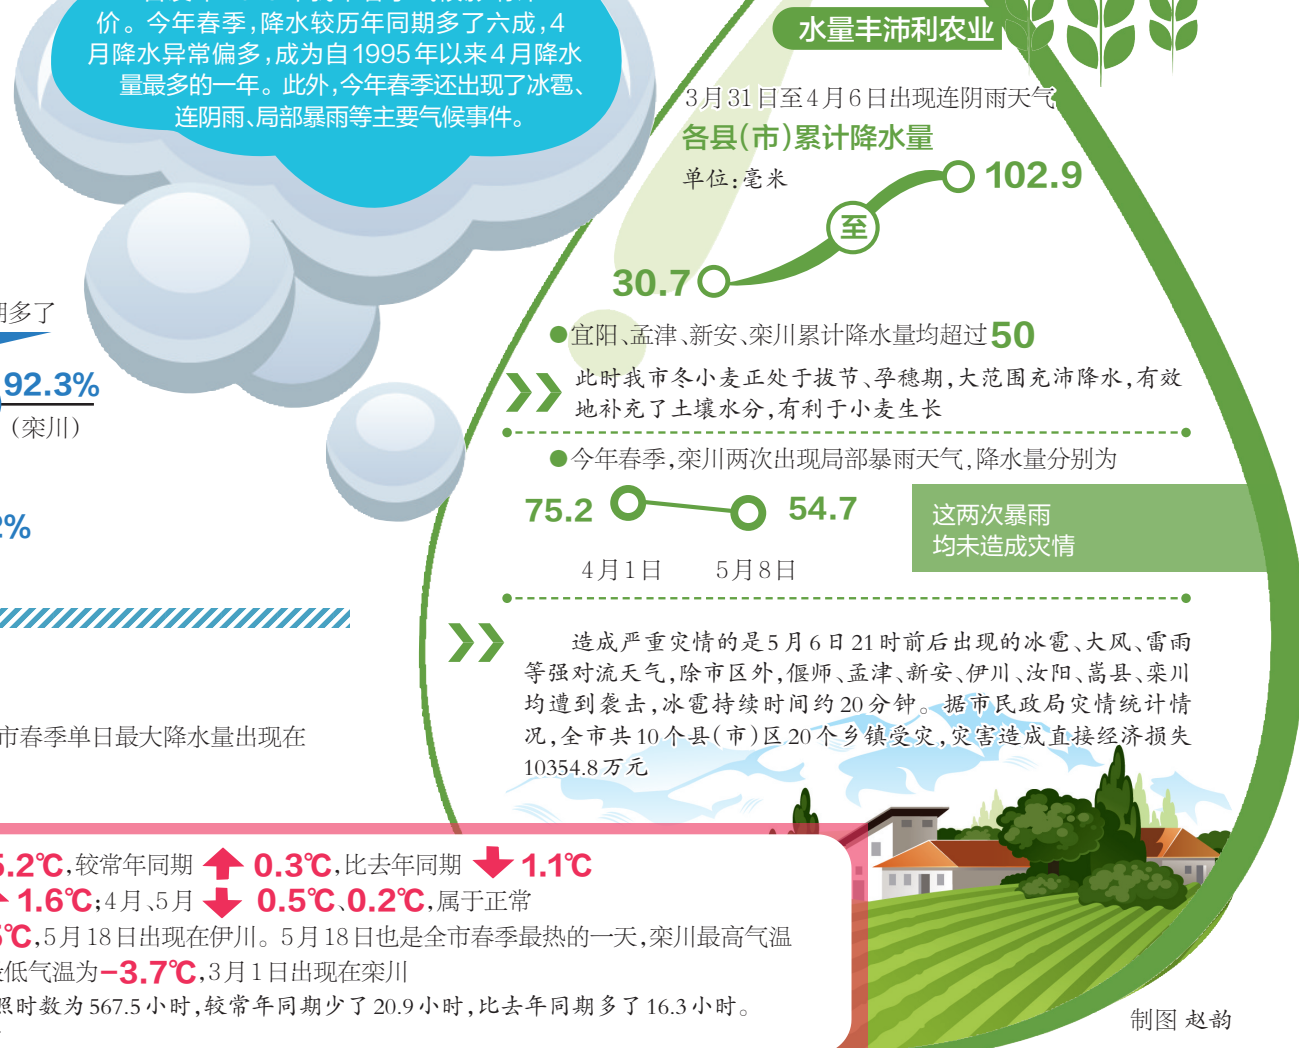 价。今年春季,降水较历年同期多了六成,4
月降水异常偏多,成为自1995年以来4月降水
量最多的一年。此外,今年春季还出现了冰雹、
连阴雨、局部暴雨等主要气候事件。
期多了
92.3%
(栾川)
2%
市春季单日最大降水量出现在
水量丰沛利农业
3月31日至4月6日出现连阴雨天气
各县(市)累计降水量
单位:毫米
30.7 至 102.9
●宜阳、孟津、新安、栾川累计降水量均超过50
此时我市冬小麦正处于拔节、孕穗期,大范围充沛降水,有效
地补充了土壤水分,有利于小麦生长
●今年春季,栾川两次出现局部暴雨天气,降水量分别为
75.2 54.7
4月1日 5月8日
这两次暴雨
均未造成灾情
造成严重灾情的是5月6日21时前后出现的冰雹、大风、雷雨
等强对流天气,除市区外,偃师、孟津、新安、伊川、汝阳、嵩县、栾川
均遭到袭击,冰雹持续时间约20分钟。据市民政局灾情统计情
况,全市共10个县(市)区20个乡镇受灾,灾害造成直接经济损失
10354.8万元
5.2℃,较常年同期 0.3℃,比去年同期 1.1℃
1.6℃;4月、5月 0.5℃、0.2℃,属于正常
℃,5月18日出现在伊川。5月18日也是全市春季最热的一天,栾川最高气温
低气温为-3.7℃,3月1日出现在栾川
照时数为567.5小时,较常年同期少了20.9小时,比去年同期多了16.3小时。
制图 赵韵